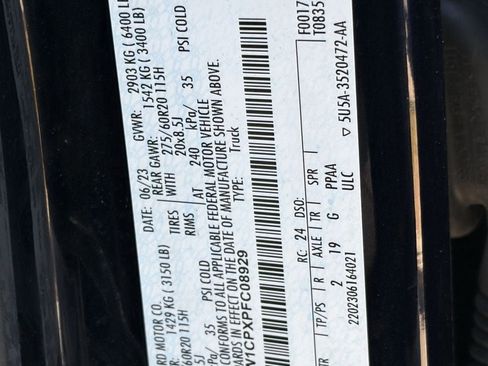 RD MOTOR CO. DATE: 06/23 GVWR: 2903 KG ( 6400 LB
1429 KG ( 3150 LB) REAR GAWR: 1542 KG ( 3400 LB)
60R20 115H TIRES WITH 275/60R20 115H
5J RIMS 20x8.5J
kPa/ 35 PSI COLD AT 240 kPa/ 35 PSI COLD
CONFORMS TO ALL APPLICABLE FEDERAL MOTOR VEHICLE
ARDS IN EFFECT ON THE DATE OF MANUFACTURE SHOWN ABOVE
V1CPXPFC08929 TYPE: Truck
F0017
T0835
RC: 24 DSO:
TR | TP/PS | R | AXLE | TR | SPR
2 19 G PPAA
2202306164021 ULC
▽ 5U5A-3520472-AA